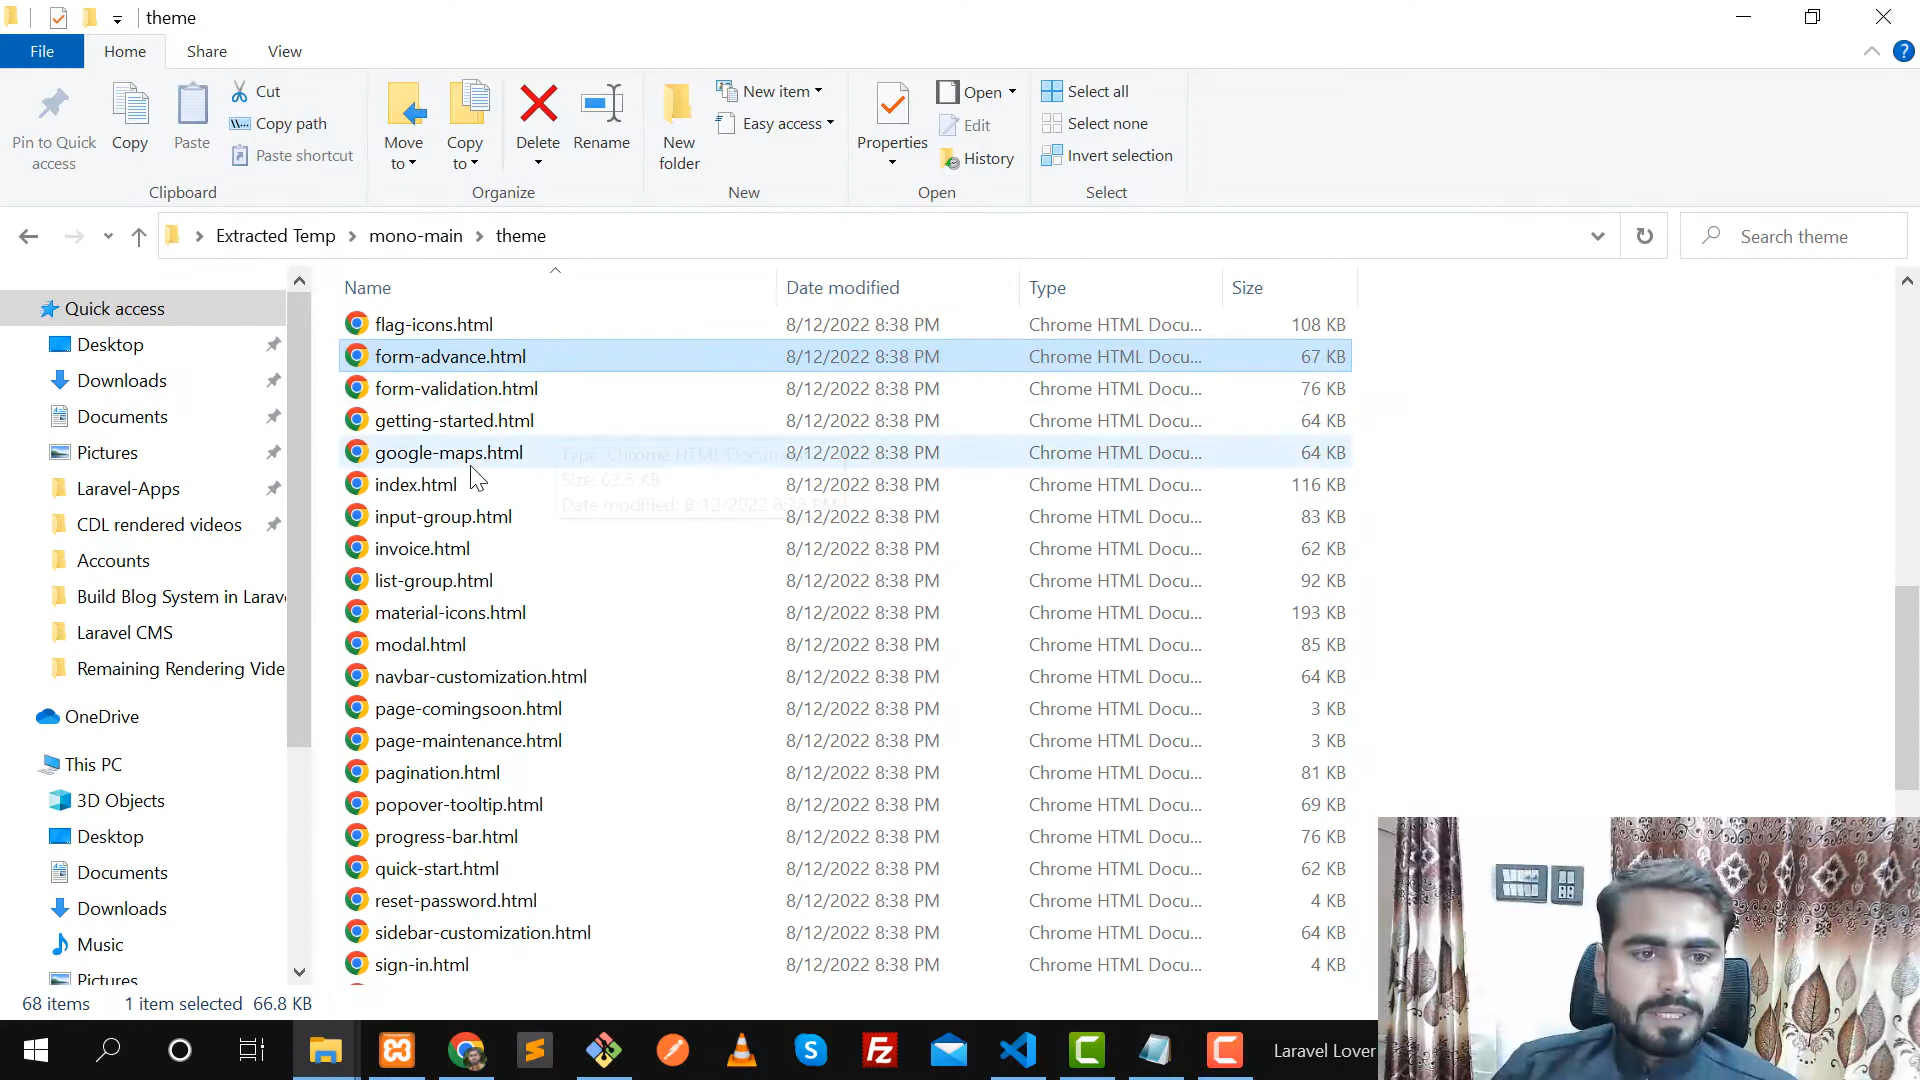 theme
File Home Share View
Pin to Quick access
Copy
Paste
Cut
Copy path
Paste shortcut
Clipboard
Move to
Copy to
Delete
Rename
Organize
New folder
New item
Easy access
New
Properties
Open
Edit
History
Open
Select all
Select none
Invert selection
Select
Extracted Temp mono-main theme
Search theme
Quick access
Desktop
Downloads
Documents
Pictures
Laravel-Apps
CDL rendered videos
Accounts
Build Blog System in Larav
Laravel CMS
Remaining Rendering Vide
OneDrive
This PC
3D Objects
Desktop
Documents
Downloads
Music
Pictures
Name Date modified Type Size
flag-icons.html 8/12/2022 8:38 PM Chrome HTML Docu... 108 KB
form-advance.html 8/12/2022 8:38 PM Chrome HTML Docu... 67 KB
form-validation.html 8/12/2022 8:38 PM Chrome HTML Docu... 76 KB
getting-started.html 8/12/2022 8:38 PM Chrome HTML Docu... 64 KB
google-maps.html 8/12/2022 8:38 PM Chrome HTML Docu... 64 KB
Type: Chrome HTML Document
Size: 63.5 KB
Date modified: 8/12/2022 8:38 PM
index.html 8/12/2022 8:38 PM Chrome HTML Docu... 116 KB
input-group.html 8/12/2022 8:38 PM Chrome HTML Docu... 83 KB
invoice.html 8/12/2022 8:38 PM Chrome HTML Docu... 62 KB
list-group.html 8/12/2022 8:38 PM Chrome HTML Docu... 92 KB
material-icons.html 8/12/2022 8:38 PM Chrome HTML Docu... 193 KB
modal.html 8/12/2022 8:38 PM Chrome HTML Docu... 85 KB
navbar-customization.html 8/12/2022 8:38 PM Chrome HTML Docu... 64 KB
page-comingsoon.html 8/12/2022 8:38 PM Chrome HTML Docu... 3 KB
page-maintenance.html 8/12/2022 8:38 PM Chrome HTML Docu... 3 KB
pagination.html 8/12/2022 8:38 PM Chrome HTML Docu... 81 KB
popover-tooltip.html 8/12/2022 8:38 PM Chrome HTML Docu... 69 KB
progress-bar.html 8/12/2022 8:38 PM Chrome HTML Docu... 76 KB
quick-start.html 8/12/2022 8:38 PM Chrome HTML Docu... 62 KB
reset-password.html 8/12/2022 8:38 PM Chrome HTML Docu... 4 KB
sidebar-customization.html 8/12/2022 8:38 PM Chrome HTML Docu... 64 KB
sign-in.html 8/12/2022 8:38 PM Chrome HTML Docu... 4 KB
68 items 1 item selected 66.8 KB
Laravel Lover